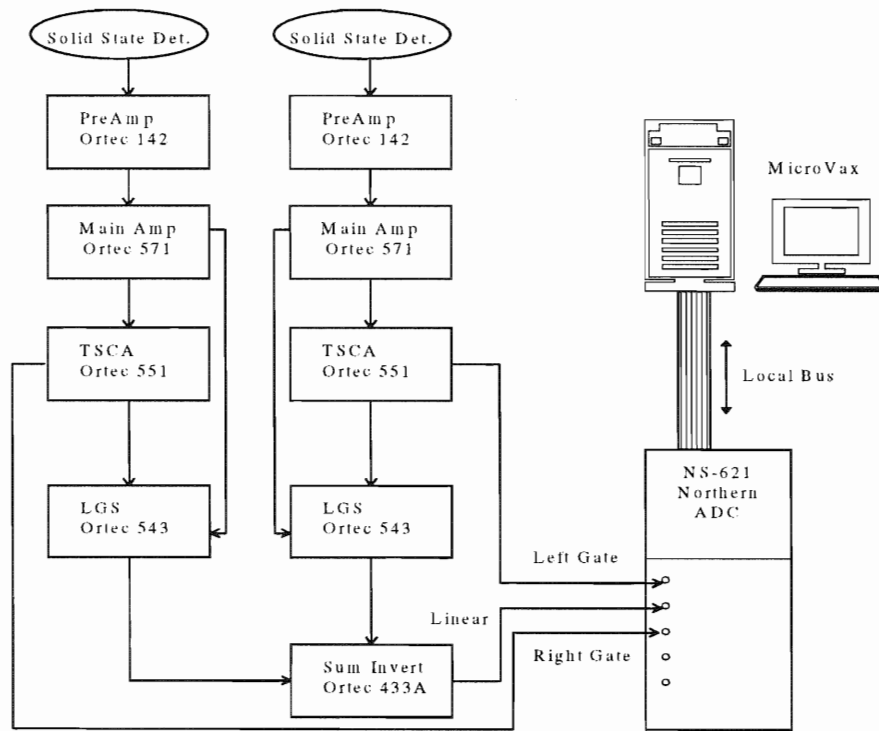 Solid State Det.
PreAmp
Ortec 142
Main Amp
Ortec 571
TSCA
Ortec 551
LGS
Ortec 543
Solid State Det.
PreAmp
Ortec 142
Main Amp
Ortec 571
TSCA
Ortec 551
LGS
Ortec 543
Sum Invert
Ortec 433A
MicroVax
Local Bus
NS-621
Northern
ADC
Left Gate
Linear
Right Gate